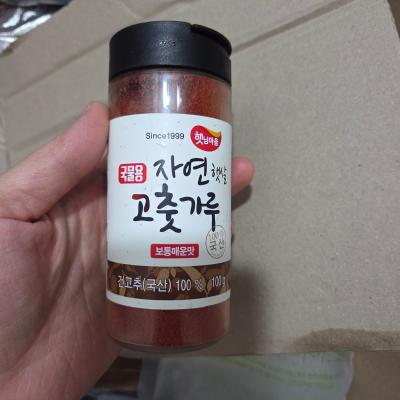 Since1999
햇님마을
국물용
자연햇살
고춧가루
100%
국산
보통매운맛
건고추(국산) 100 % 100g